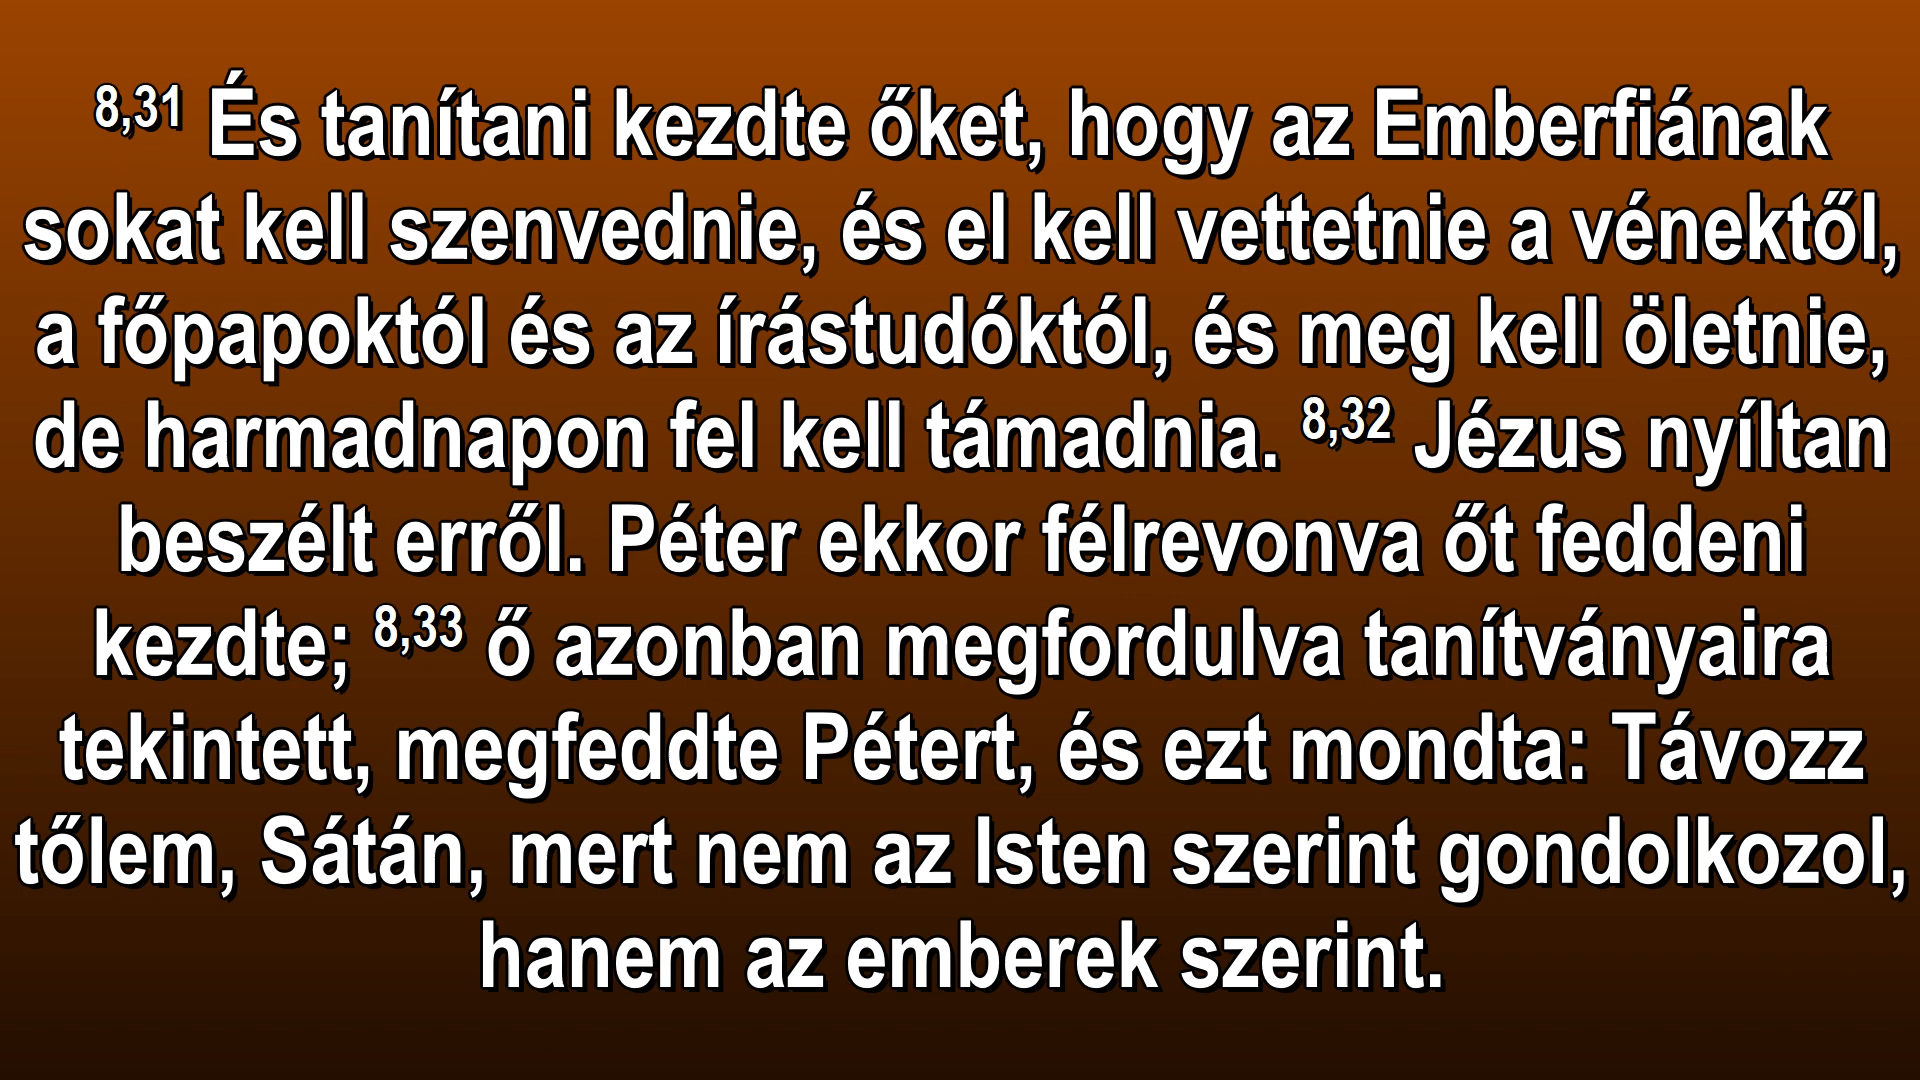 8,31 És tanítani kezdte őket, hogy az Emberfiának
sokat kell szenvednie, és el kell vettetnie a vénektől,
a főpapoktól és az írástudóktól, és meg kell öletnie,
de harmadnapon fel kell támadnia. 8,32 Jézus nyíltan
beszélt erről. Péter ekkor félrevonva őt feddeni
kezdte; 8,33 ő azonban megfordulva tanítványaira
tekintett, megfeddte Pétert, és ezt mondta: Távozz
tőlem, Sátán, mert nem az Isten szerint gondolkozol,
hanem az emberek szerint.